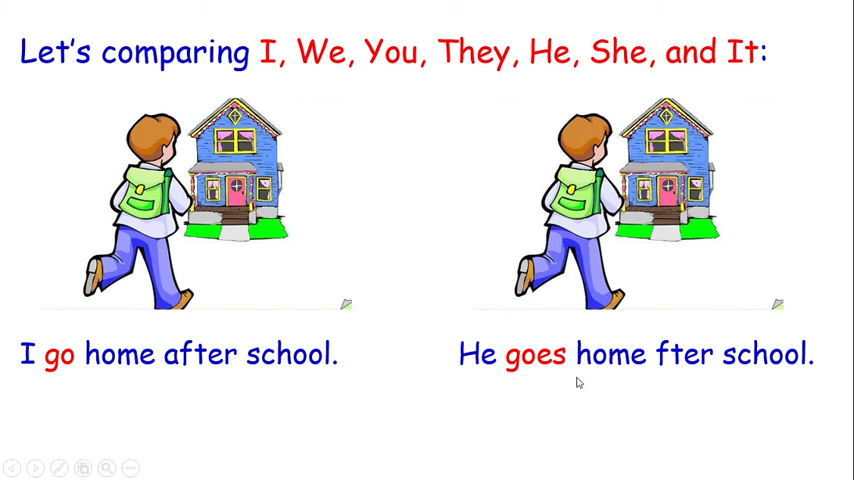 Let's comparing I, We, You, They, He, She, and It:
I go home after school.
He goes home fter school.